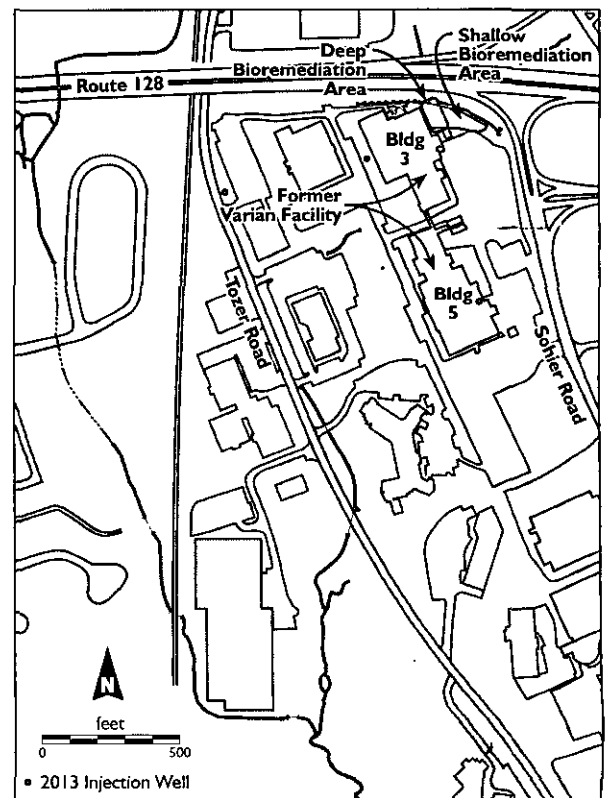 Shallow
Bioremediation
Area
Deep
Bioremediation
Area
Route 128
Bldg
3
Former
Varian Facility
Bldg
5
Tozer Road
Sohier Road
N
feet
0 500
2013 Injection Well